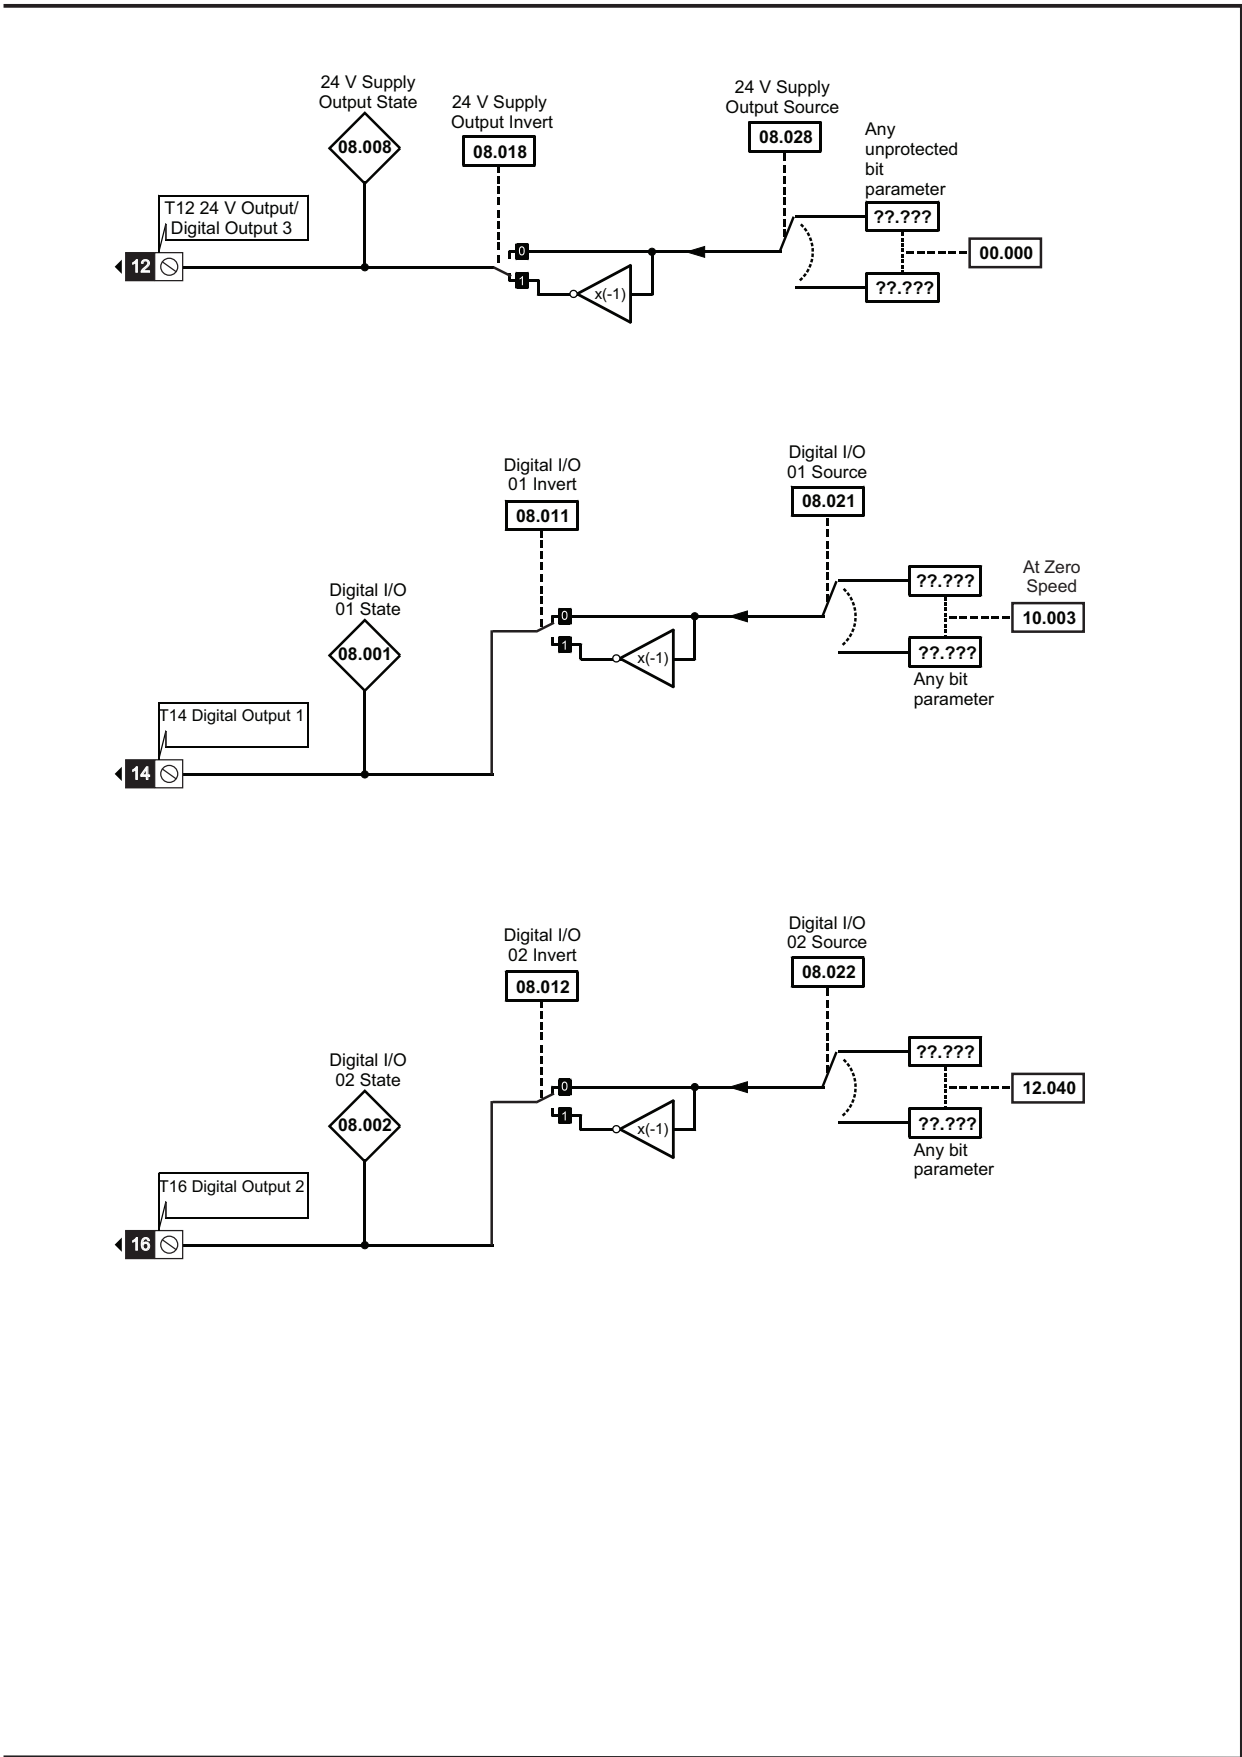 24 V Supply
Output State
08.008
24 V Supply
Output Invert
08.018
24 V Supply
Output Source
08.028
Any
unprotected
bit
parameter
??.???
00.000
??.???
T12 24 V Output/
Digital Output 3
12
0
1
x(-1)
Digital I/O
01 Invert
08.011
Digital I/O
01 Source
08.021
Digital I/O
01 State
08.001
0
1
x(-1)
??.???
At Zero
Speed
10.003
??.???
Any bit
parameter
T14 Digital Output 1
14
Digital I/O
02 Invert
08.012
Digital I/O
02 Source
08.022
Digital I/O
02 State
08.002
0
1
x(-1)
??.???
12.040
??.???
Any bit
parameter
T16 Digital Output 2
16